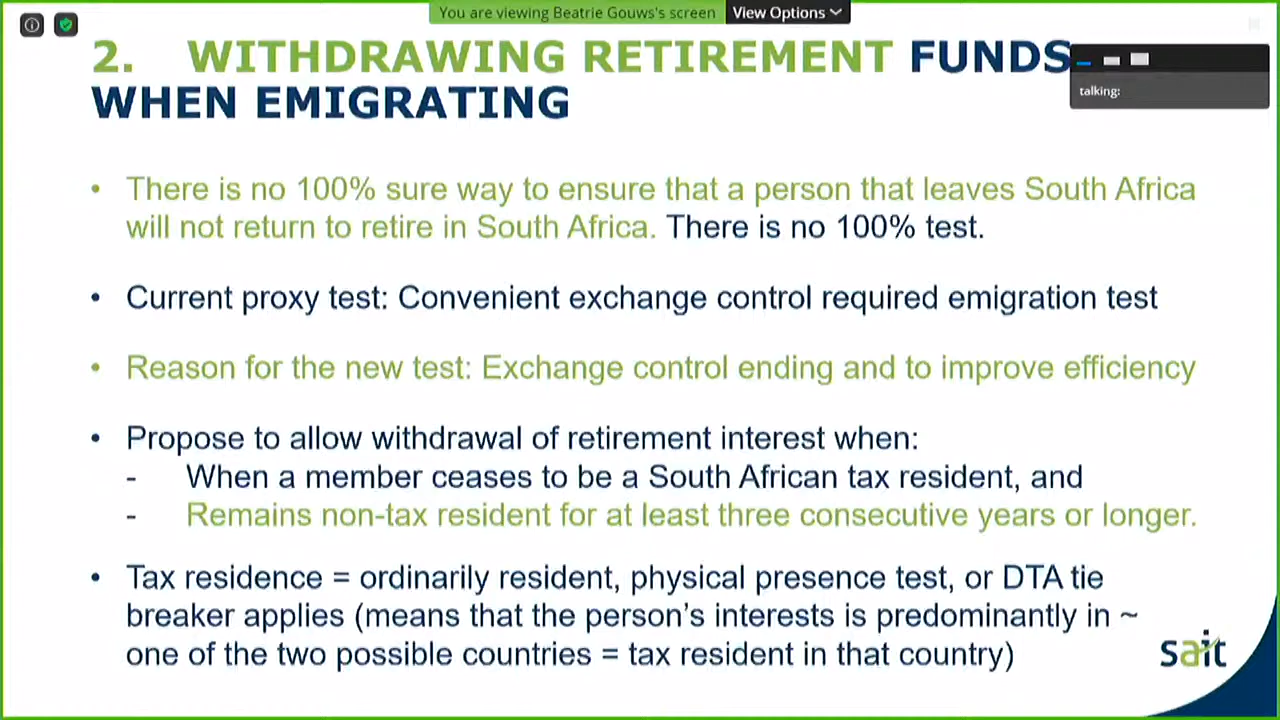 You are viewing Beatrie Gouws's screen View Options
2. WITHDRAWING RETIREMENT FUNDS
WHEN EMIGRATING
talking:
• There is no 100% sure way to ensure that a person that leaves South Africa
will not return to retire in South Africa. There is no 100% test.
• Current proxy test: Convenient exchange control required emigration test
• Reason for the new test: Exchange control ending and to improve efficiency
• Propose to allow withdrawal of retirement interest when:
- When a member ceases to be a South African tax resident, and
- Remains non-tax resident for at least three consecutive years or longer.
• Tax residence = ordinarily resident, physical presence test, or DTA tie
breaker applies (means that the person's interests is predominantly in ~
one of the two possible countries = tax resident in that country)
sait